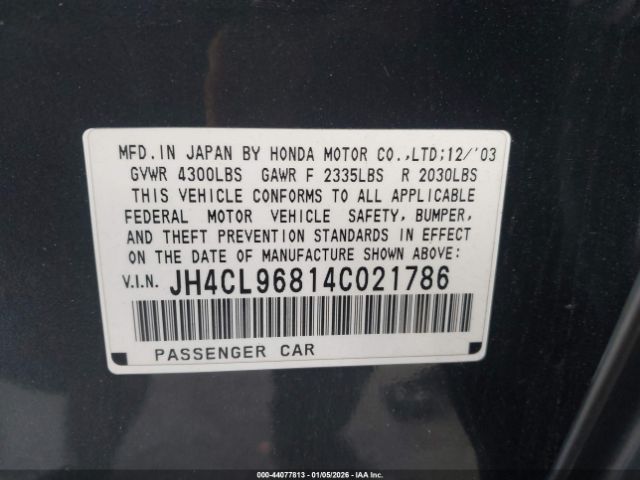 MFD. IN JAPAN BY HONDA MOTOR CO.,LTD;12/'03
GVWR 4300LBS GAWR F 2335LBS R 2030LBS
THIS VEHICLE CONFORMS TO ALL APPLICABLE
FEDERAL MOTOR VEHICLE SAFETY, BUMPER,
AND THEFT PREVENTION STANDARDS IN EFFECT
ON THE DATE OF MANUFACTURE SHOWN ABOVE:
V.I.N. JH4CL96814C021786
PASSENGER CAR
000-44077813 - 01/05/2026 - IAAI.COM